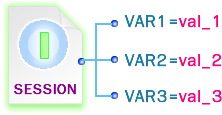 VAR1=val_1
VAR2=val_2
SESSION
VAR3=val_3